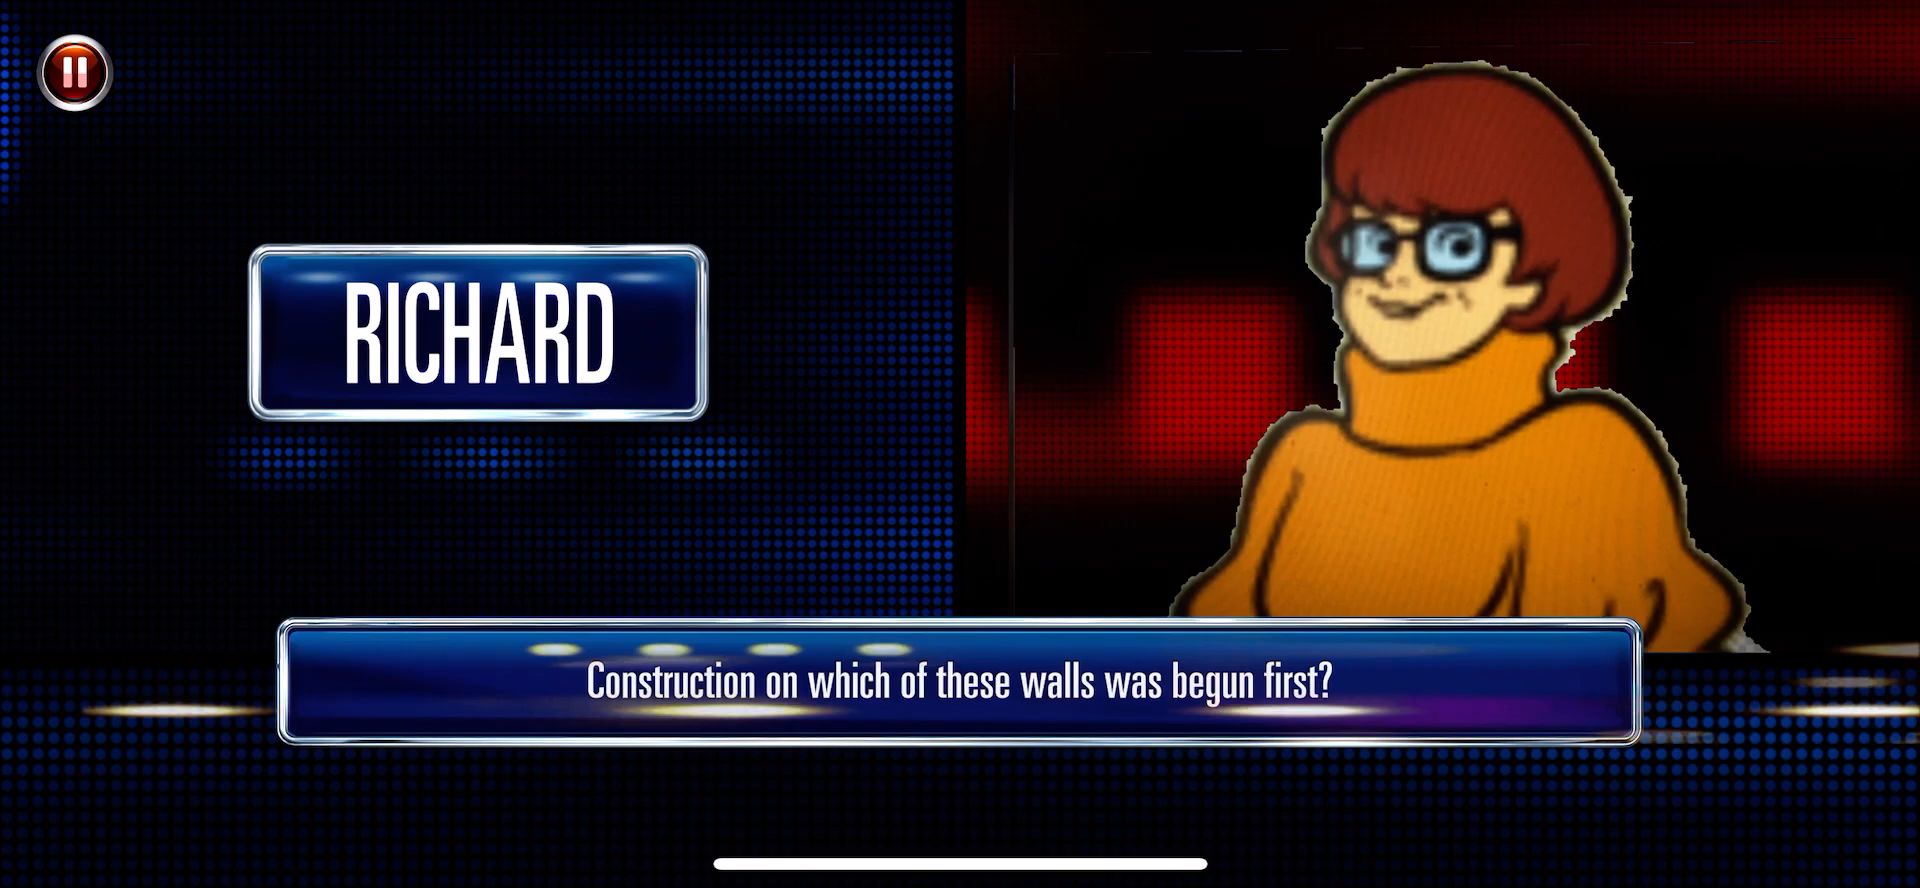 RICHARD
Construction on which of these walls was begun first?